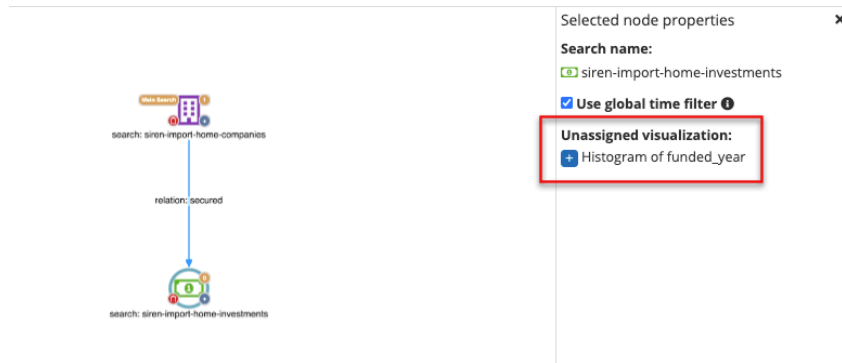 Selected node properties
Search name:
siren-import-home-investments
Use global time filter
Unassigned visualization:
+ Histogram of funded_year
Main Search 1
search: siren-import-home-companies
relation: secured
search: siren-import-home-investments